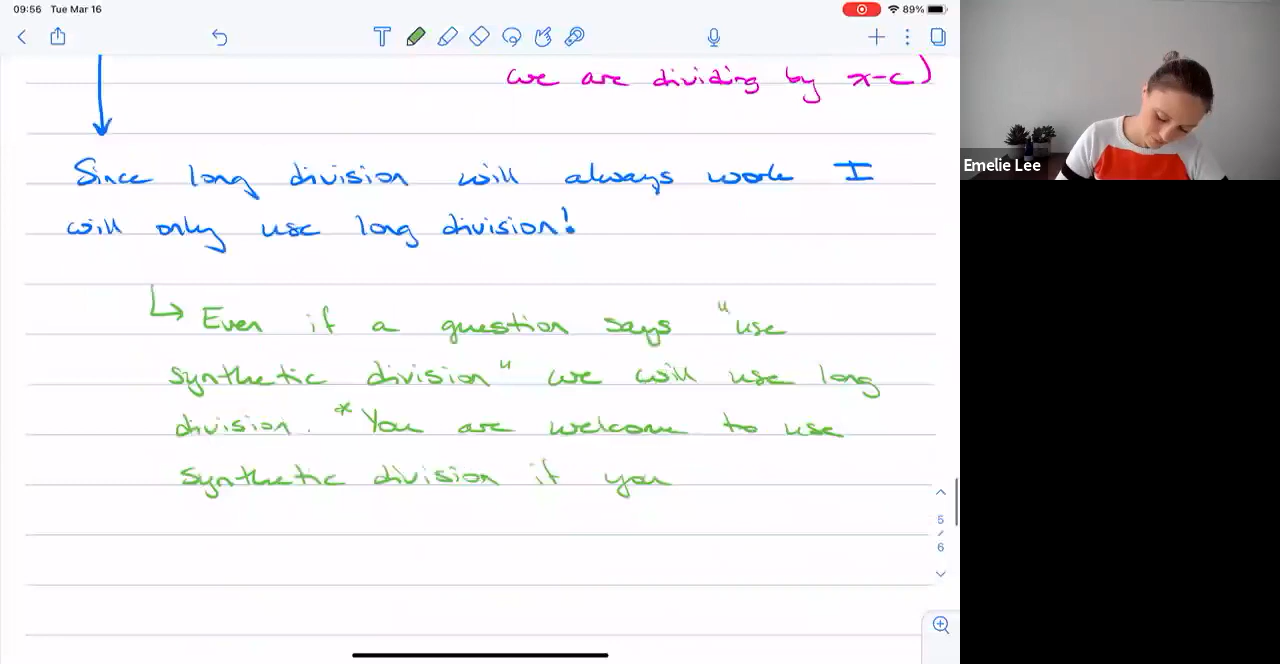 09:56 Tue Mar 16
89%
we are dividing by x-c)
Since long division will always work I
will only use long division!
Even if a question says "use
synthetic division" we will use long
division. *You are welcome to use
synthetic division if you
5
/
6
Emelie Lee